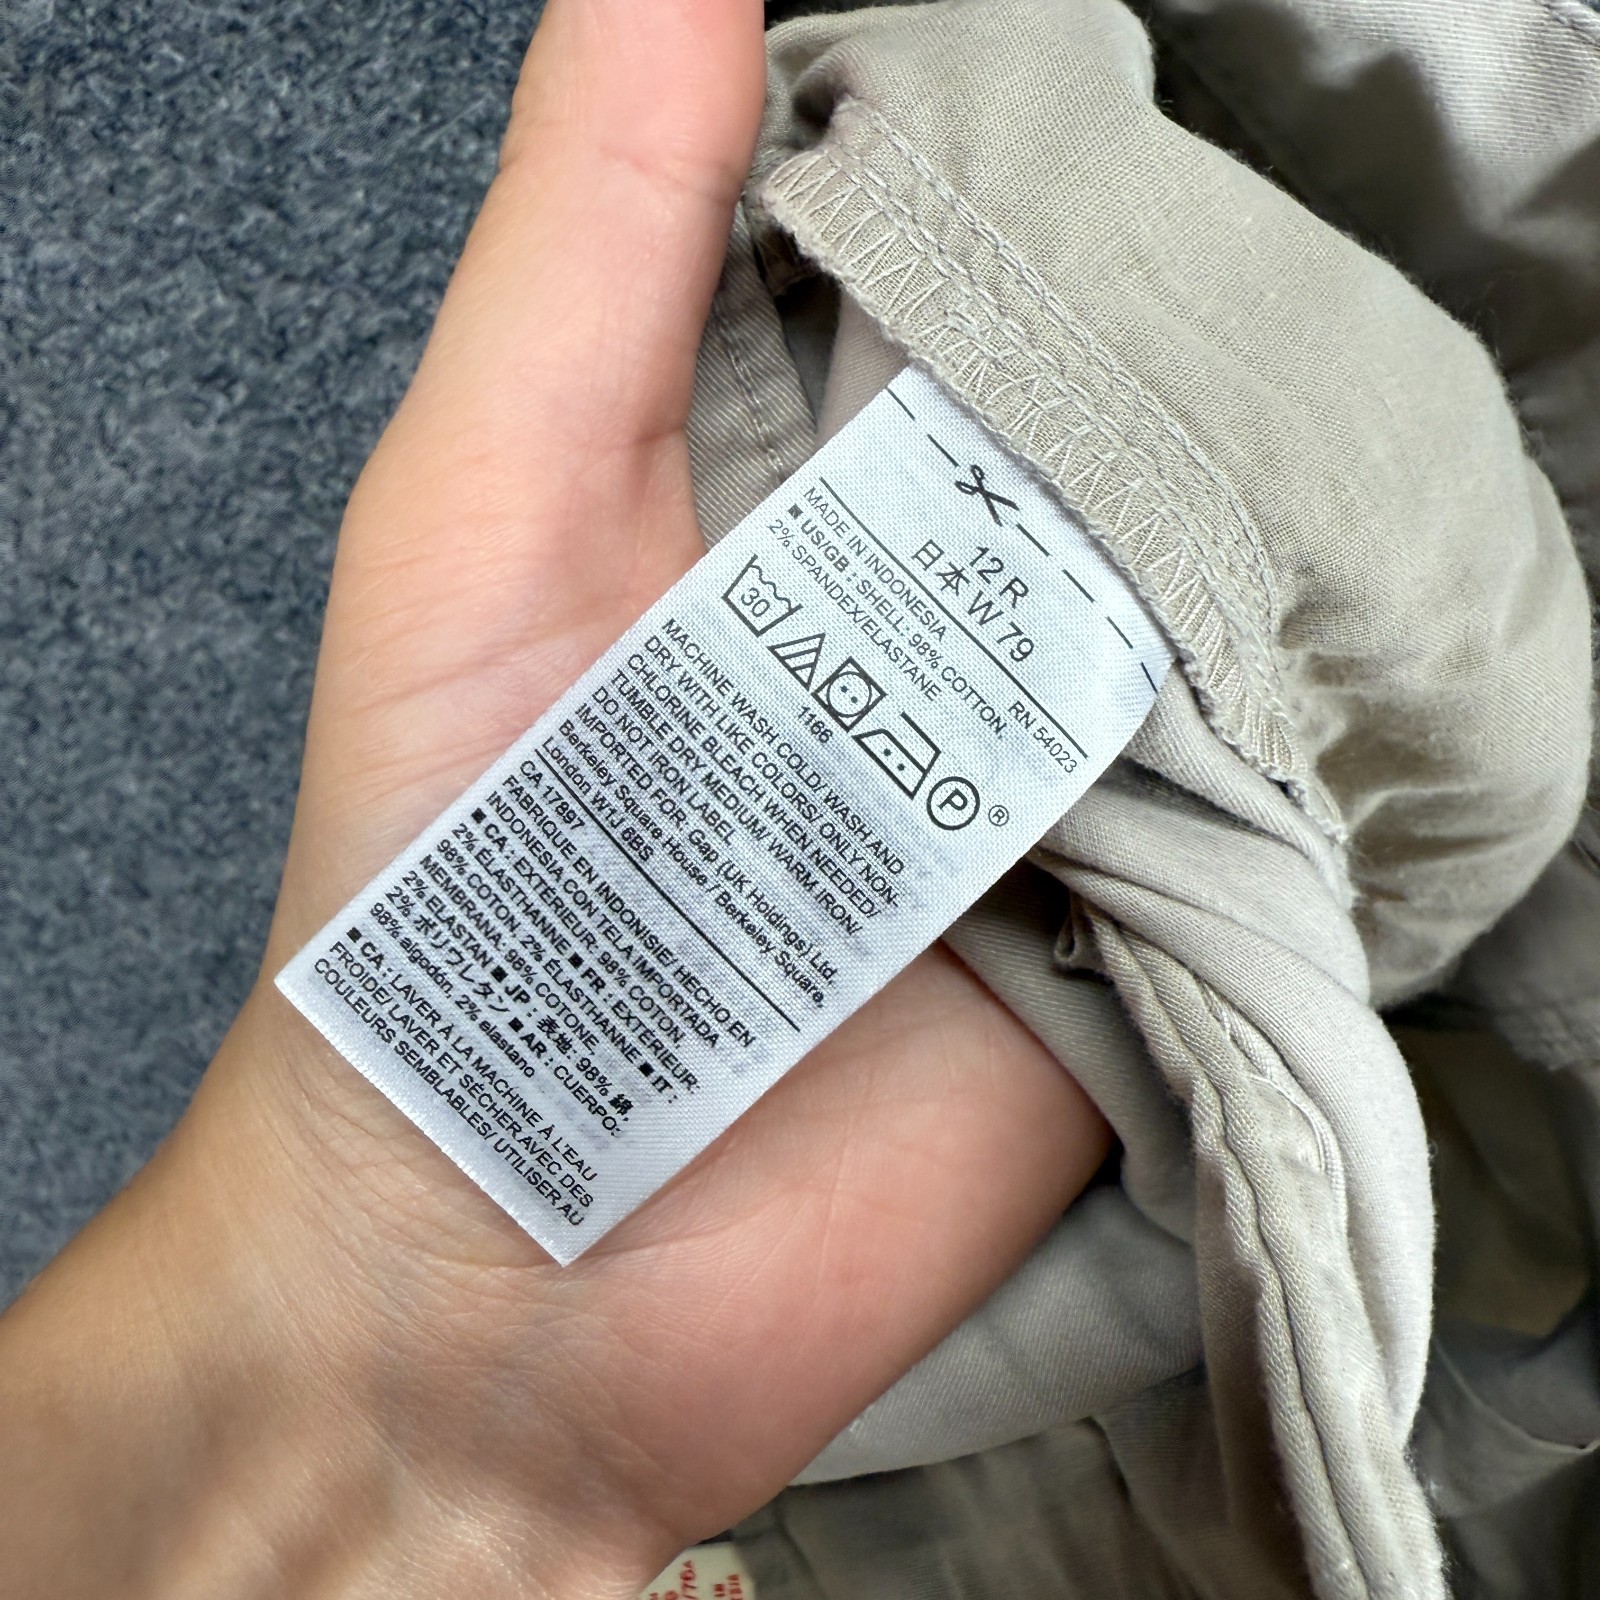 12 R
日本 W 79
RN 54023
MADE IN INDONESIA
■ US/GB : SHELL: 98% COTTON
2% SPANDEX/ELASTANE
30
P ®
1166
MACHINE WASH COLD/ WASH AND
DRY WITH LIKE COLORS/ ONLY NON-
CHLORINE BLEACH WHEN NEEDED/
TUMBLE DRY MEDIUM/ WARM IRON/
DO NOT IRON LABEL
IMPORTED FOR: Gap (UK Holdings) Ltd,
Berkeley Square House / Berkeley Square,
London W1J 6BS
CA 17897
FABRIQUE EN INDONISIE/ HECHO EN
INDONESIA CON TELA IMPORTADA
■ CA : EXTÉRIEUR: 98% COTON
2% ÉLASTHANNE ■ FR : EXTÉRIEUR:
98% COTON, 2% ÉLASTHANNE ■ IT :
MEMBRANA: 98% COTONE,
2% ELASTAN ■ JP : 表地: 98% 綿,
2% ポリウレタン ■ AR : CUERPO:
98% algodon, 2% elastano
■ CA : LAVER À LA MACHINE À L'EAU
FROIDE/ LAVER ET SÉCHER AVEC DES
COULEURS SEMBLABLES/ UTILISER AU
/76A